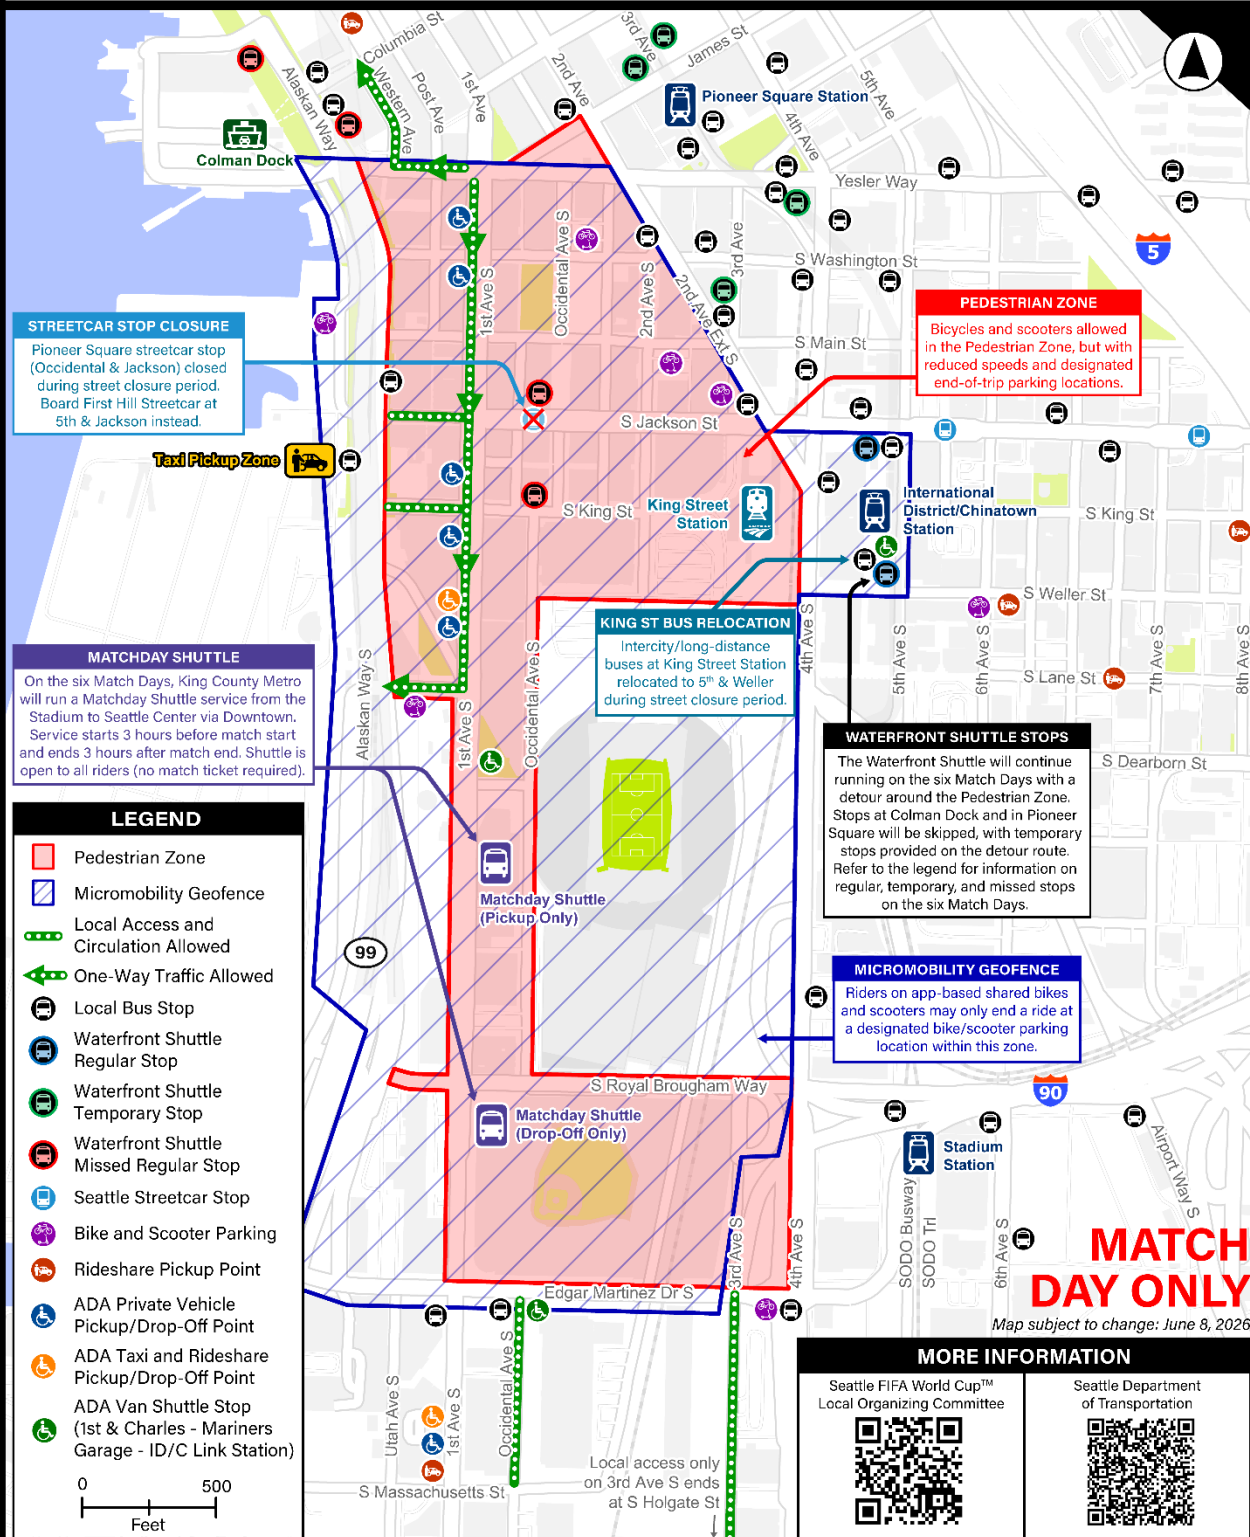 Columbia St
3rd Ave
James St
Alaskan Way
Western Ave
Post Ave
1st Ave
2nd Ave
4th Ave
5th Ave
Pioneer Square Station
Colman Dock
Yesler Way
Occidental Ave S
2nd Ave S
2nd Ave Ext S
3rd Ave
S Washington St
5
1st Ave S
S Main St
PEDESTRIAN ZONE
Bicycles and scooters allowed
in the Pedestrian Zone, but with
reduced speeds and designated
end-of-trip parking locations.
STREETCAR STOP CLOSURE
Pioneer Square streetcar stop
(Occidental & Jackson) closed
during street closure period.
Board First Hill Streetcar at
5th & Jackson instead.
S Jackson St
Taxi Pickup Zone
King Street
Station
International
District/Chinatown
Station
S King St
S King St
S Weller St
KING ST BUS RELOCATION
Intercity/long-distance
buses at King Street Station
relocated to 5th & Weller
during street closure period.
4th Ave S
5th Ave S
6th Ave S
7th Ave S
8th Ave S
S Lane St
MATCHDAY SHUTTLE
On the six Match Days, King County Metro
will run a Matchday Shuttle service from the
Stadium to Seattle Center via Downtown.
Service starts 3 hours before match start
and ends 3 hours after match end. Shuttle is
open to all riders (no match ticket required).
Alaskan Way S
1st Ave S
Occidental Ave S
WATERFRONT SHUTTLE STOPS
The Waterfront Shuttle will continue
running on the six Match Days with a
detour around the Pedestrian Zone.
Stops at Colman Dock and in Pioneer
Square will be skipped, with temporary
stops provided on the detour route.
Refer to the legend for information on
regular, temporary, and missed stops
on the six Match Days.
S Dearborn St
Matchday Shuttle
(Pickup Only)
99
MICROMOBILITY GEOFENCE
Riders on app-based shared bikes
and scooters may only end a ride at
a designated bike/scooter parking
location within this zone.
S Royal Brougham Way
90
Matchday Shuttle
(Drop-Off Only)
Stadium
Station
Airport Way S
SODO Busway
SODO Trl
6th Ave S
3rd Ave S
4th Ave S
Edgar Martinez Dr S
Utah Ave S
1st Ave S
Occidental Ave S
S Massachusetts St
Local access only
on 3rd Ave S ends
at S Holgate St
LEGEND
Pedestrian Zone
Micromobility Geofence
Local Access and
Circulation Allowed
One-Way Traffic Allowed
Local Bus Stop
Waterfront Shuttle
Regular Stop
Waterfront Shuttle
Temporary Stop
Waterfront Shuttle
Missed Regular Stop
Seattle Streetcar Stop
Bike and Scooter Parking
Rideshare Pickup Point
ADA Private Vehicle
Pickup/Drop-Off Point
ADA Taxi and Rideshare
Pickup/Drop-Off Point
ADA Van Shuttle Stop
(1st & Charles - Mariners
Garage - ID/C Link Station)
0 500
Feet
MATCH
DAY ONLY
Map subject to change: June 8, 2026
MORE INFORMATION
Seattle FIFA World Cup™
Local Organizing Committee
Seattle Department
of Transportation